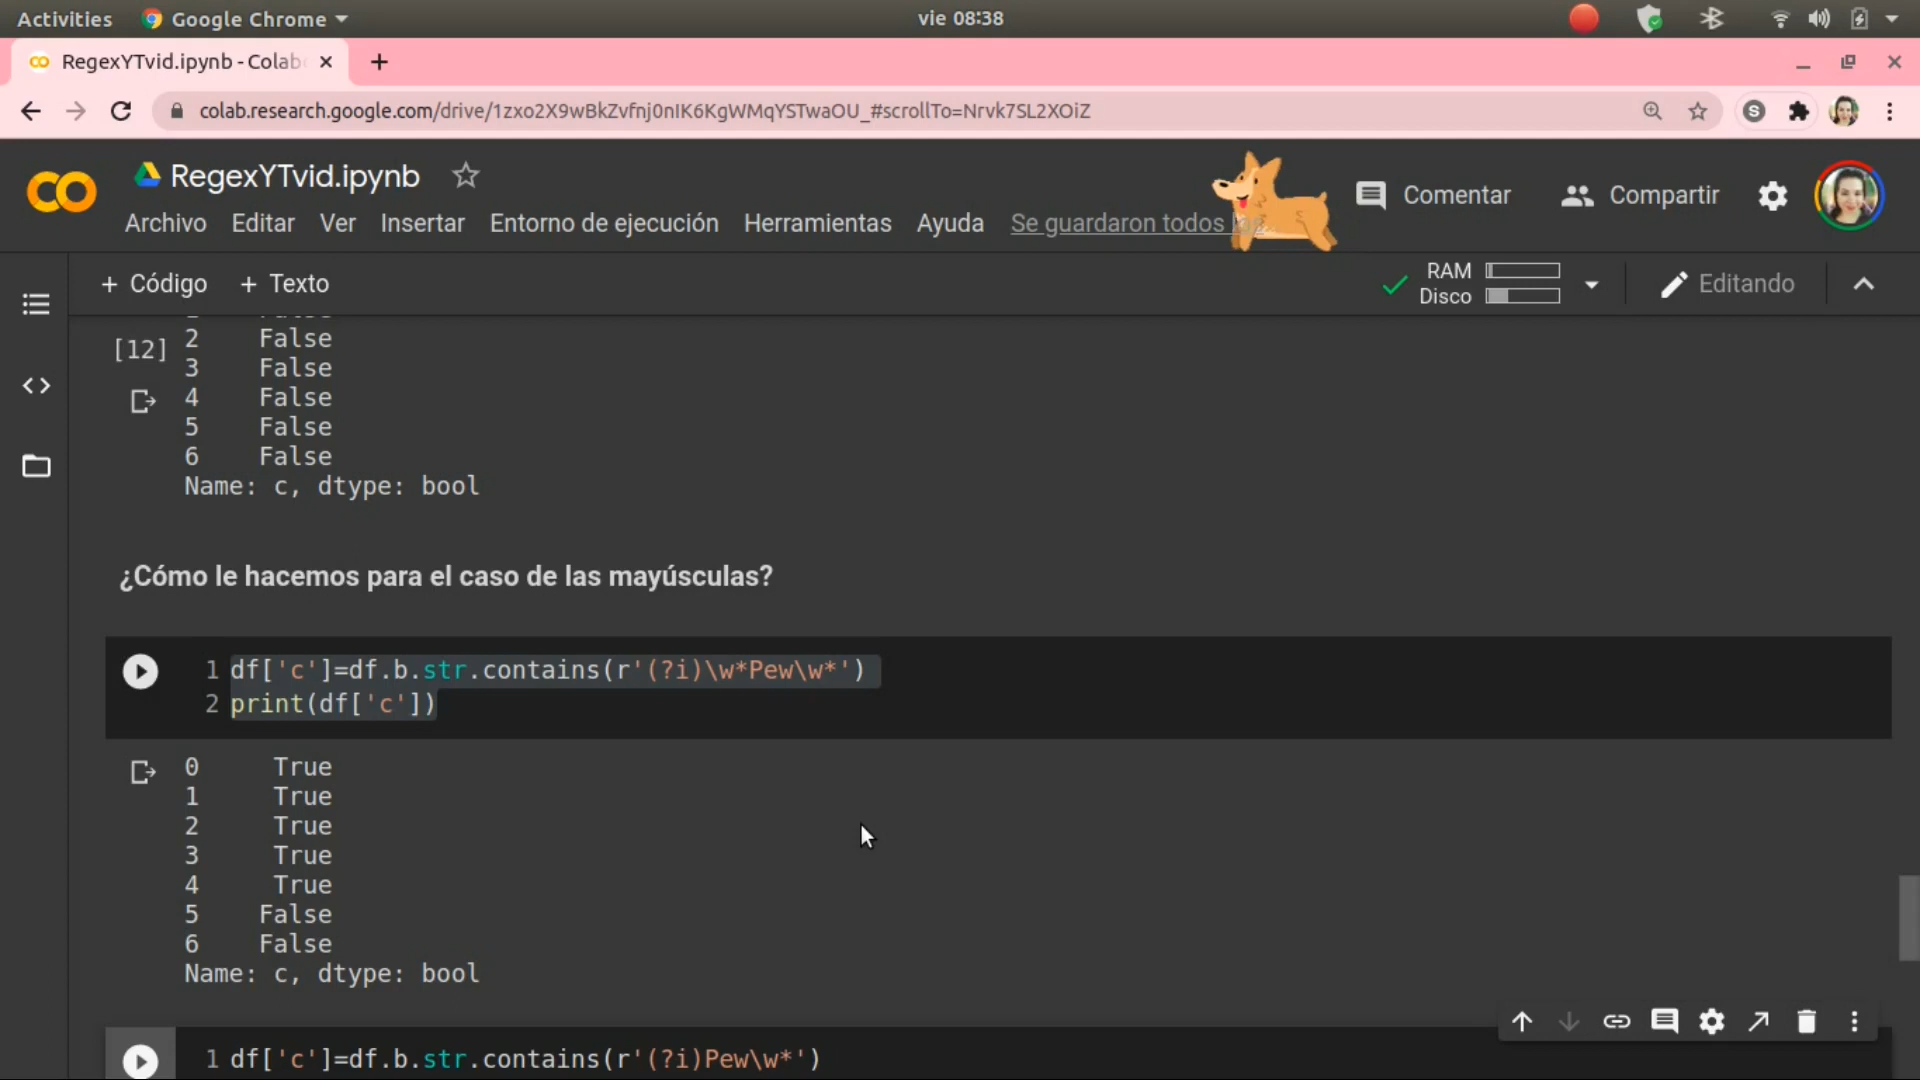 Activities Google Chrome vie 08:38
RegexYTvid.ipynb - Colab
colab.research.google.com/drive/1zxo2X9wBkZvfnj0nIK6KgWMqYSTwaOU_#scrollTo=Nrvk7SL2XOiZ S
RegexYTvid.ipynb
Comentar Compartir
Archivo Editar Ver Insertar Entorno de ejecución Herramientas Ayuda Se guardaron todos
+ Código + Texto RAM Disco Editando
[12]
2 False
3 False
4 False
5 False
6 False
Name: c, dtype: bool
¿Cómo le hacemos para el caso de las mayúsculas?
1 df['c']=df.b.str.contains(r'(?i)\w*Pew\w*')
2 print(df['c'])
0 True
1 True
2 True
3 True
4 True
5 False
6 False
Name: c, dtype: bool
1 df['c']=df.b.str.contains(r'(?i)Pew\w*')